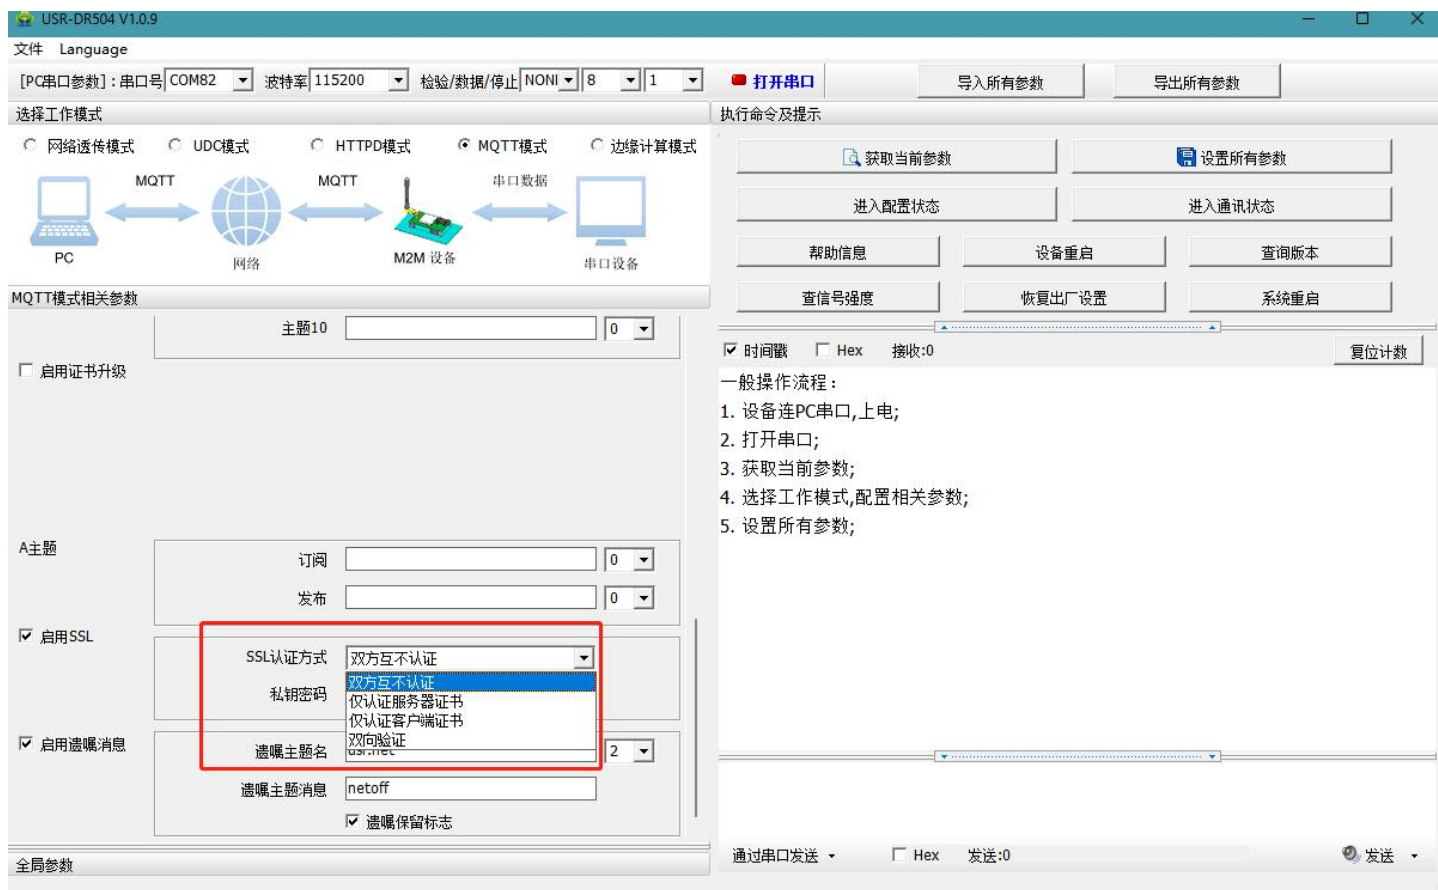 USR-DR504 V1.0.9
文件 Language
[PC串口参数]：串口号 COM82 波特率 115200 检验/数据/停止 NONI 8 1 打开串口 导入所有参数 导出所有参数
选择工作模式 执行命令及提示
网络透传模式 UDC模式 HTTPD模式 MQTT模式 边缘计算模式
获取当前参数 设置所有参数
MQTT MQTT 串口数据
进入配置状态 进入通讯状态
PC 网络 M2M 设备 串口设备
帮助信息 设备重启 查询版本
MQTT模式相关参数
查信号强度 恢复出厂设置 系统重启
主题10 0
时间戳 Hex 接收:0 复位计数
启用证书升级
一般操作流程：
1. 设备连PC串口,上电;
2. 打开串口;
3. 获取当前参数;
4. 选择工作模式,配置相关参数;
5. 设置所有参数;
A主题
订阅 0
发布 0
启用SSL
SSL认证方式 双方互不认证
私钥密码
双方互不认证
仅认证服务器证书
仅认证客户端证书
双向验证
启用遗嘱消息
遗嘱主题名 usr.net 2
遗嘱主题消息 netoff
遗嘱保留标志
全局参数
通过串口发送 Hex 发送:0 发送